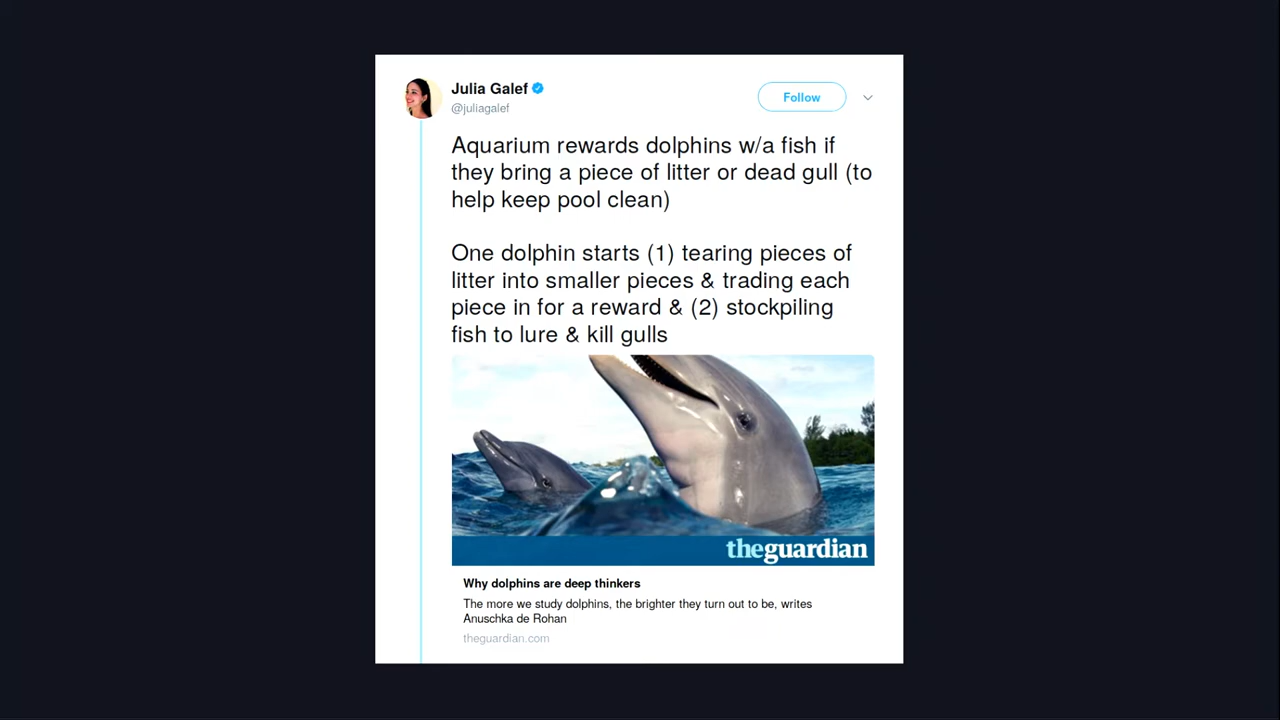 Julia Galef
@juliagalef
Follow
Aquarium rewards dolphins w/a fish if
they bring a piece of litter or dead gull (to
help keep pool clean)
One dolphin starts (1) tearing pieces of
litter into smaller pieces & trading each
piece in for a reward & (2) stockpiling
fish to lure & kill gulls
theguardian
Why dolphins are deep thinkers
The more we study dolphins, the brighter they turn out to be, writes
Anuschka de Rohan
theguardian.com